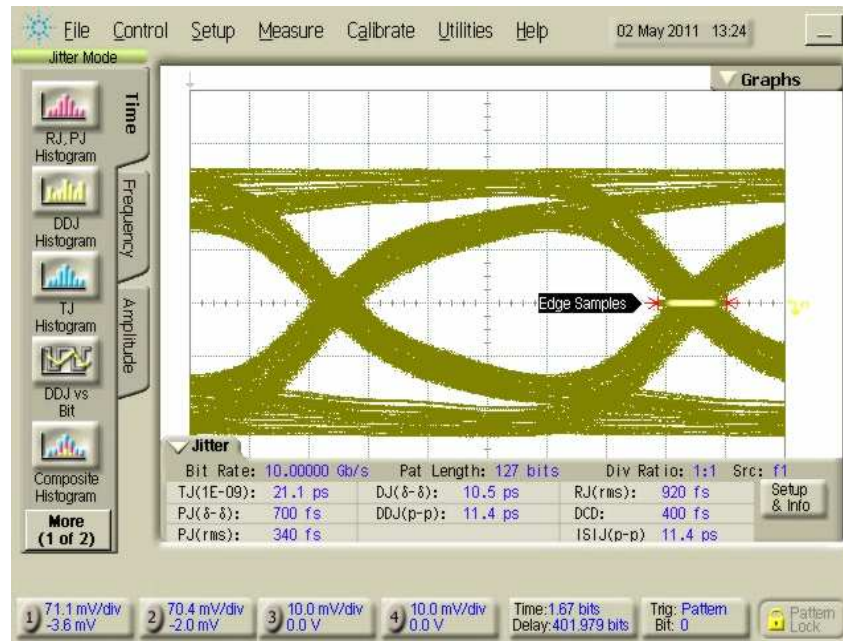 File Control Setup Measure Calibrate Utilities Help 02 May 2011 13:24
Jitter Mode
Graphs
Time
Frequency
Amplitude
RJ, PJ
Histogram
DDJ
Histogram
TJ
Histogram
DDJ vs
Bit
Composite
Histogram
More
(1 of 2)
Edge Samples
Jitter
Bit Rate: 10.00000 Gb/s Pat Length: 127 bits Div Ratio: 1:1 Src: f1
TJ(1E-09): 21.1 ps DJ(δ-δ): 10.5 ps RJ(rms): 920 fs
PJ(δ-δ): 700 fs DDJ(p-p): 11.4 ps DCD: 400 fs
PJ(rms): 340 fs ISIJ(p-p) 11.4 ps
Setup
& Info
1) 71.1 mV/div
-3.6 mV
2) 70.4 mV/div
-2.0 mV
3) 10.0 mV/div
0.0 V
4) 10.0 mV/div
0.0 V
Time:1.67 bits
Delay:401.979 bits
Trig: Pattern
Bit: 0
Pattern
Lock